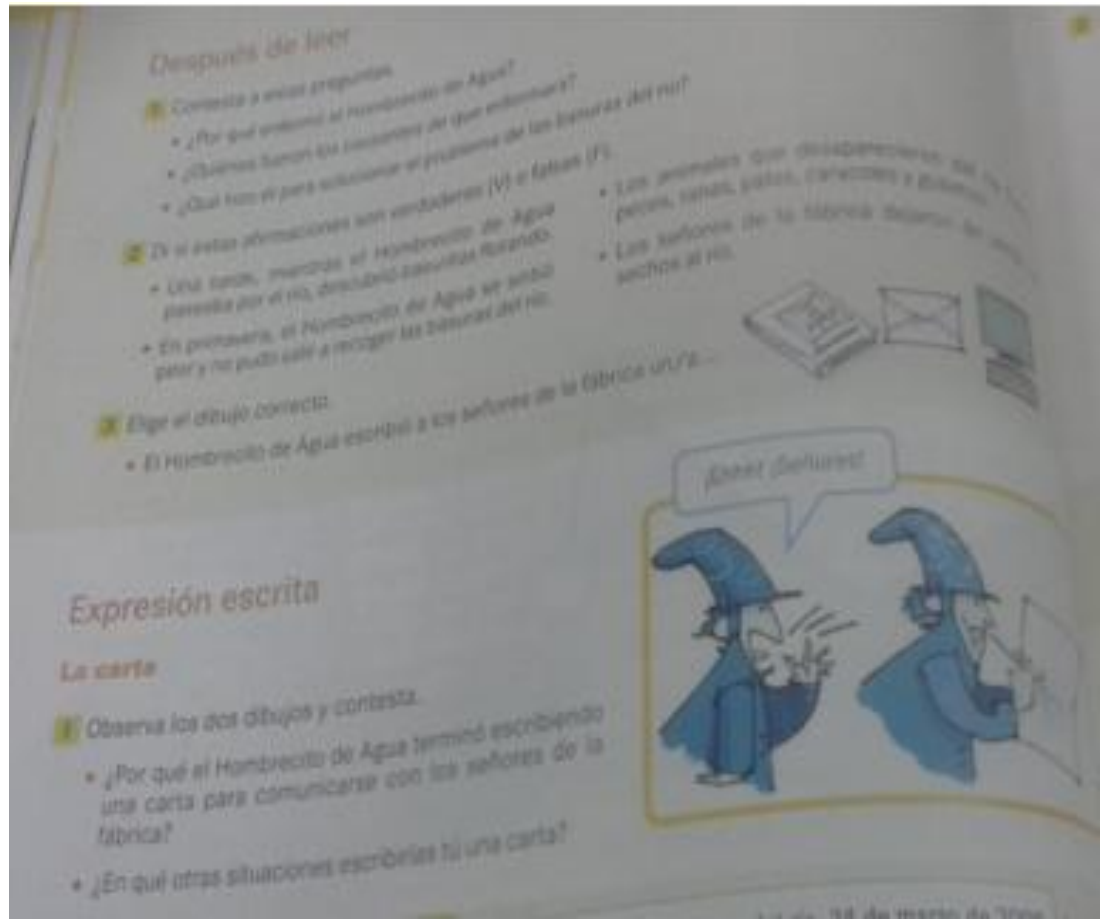 Después de leer
1 Contesta a estas preguntas.
• ¿Por qué enfermó el Hombrecito de Agua?
• ¿Quiénes fueron los causantes de que enfermara?
• ¿Qué hizo él para solucionar el problema de las basuras del río?
2 Di si estas afirmaciones son verdaderas (V) o falsas (F).
• Una tarde, mientras el Hombrecito de Agua
paseaba por el río, descubrió basuritas flotando.
• En primavera, el Hombrecito de Agua se sintió
peor y no pudo salir a recoger las basuras del río.
• Los animales que desaparecieron del río
peces, ranas, patos, caracoles y
• Los señores de la fábrica dejaron de
sechos al río.
3 Elige el dibujo correcto.
• El Hombrecito de Agua escribió a los señores de la fábrica un/a...
¡Señores!
Expresión escrita
La carta
1 Observa los dos dibujos y contesta.
• ¿Por qué el Hombrecito de Agua terminó escribiendo
una carta para comunicarse con los señores de la
fábrica?
• ¿En qué otras situaciones escribirías tú una carta?
24 de marzo de